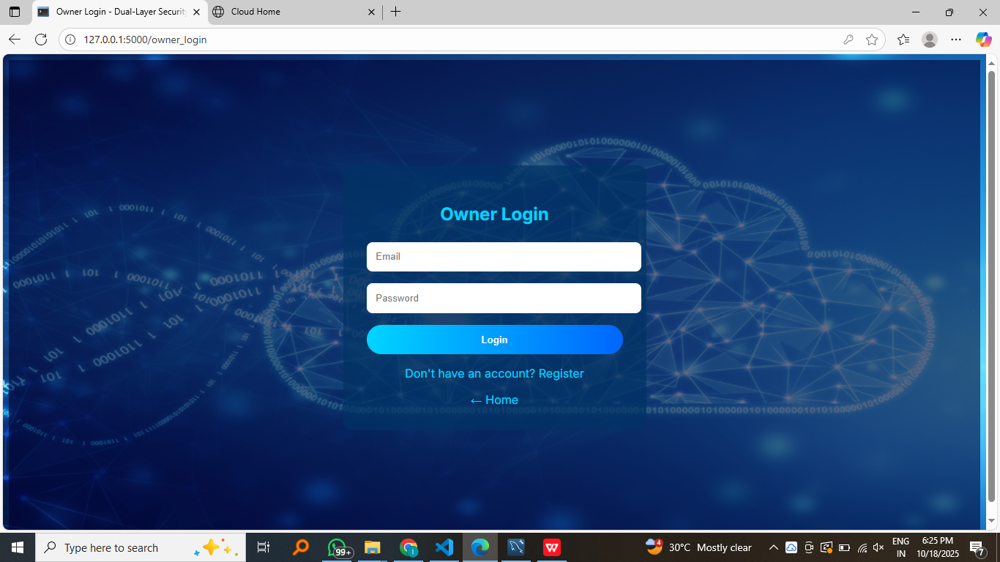 Owner Login - Dual-Layer Security
Cloud Home
127.0.0.1:5000/owner_login
Owner Login
Email
Password
Login
Don't have an account? Register
← Home
Type here to search
99+
4
30°C Mostly clear
ENG
IN
6:25 PM
10/18/2025
7